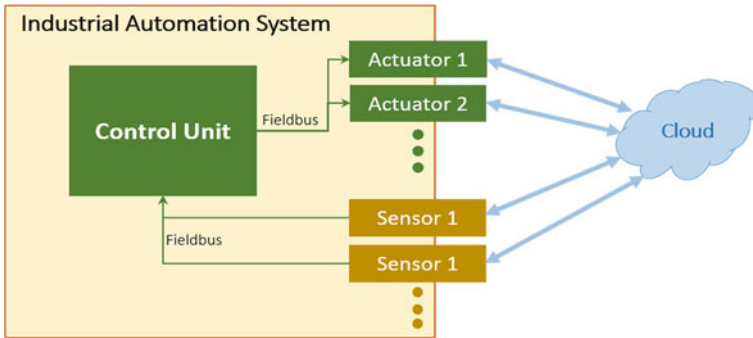 Industrial Automation System
Actuator 1
Actuator 2
Fieldbus
Control Unit
Cloud
Sensor 1
Fieldbus
Sensor 1